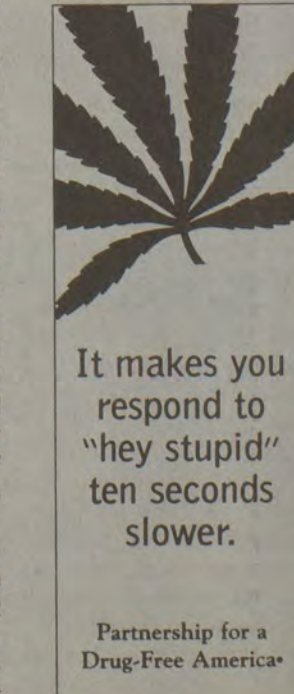 It makes you
respond to
"hey stupid"
ten seconds
slower.
Partnership for a
Drug-Free America®